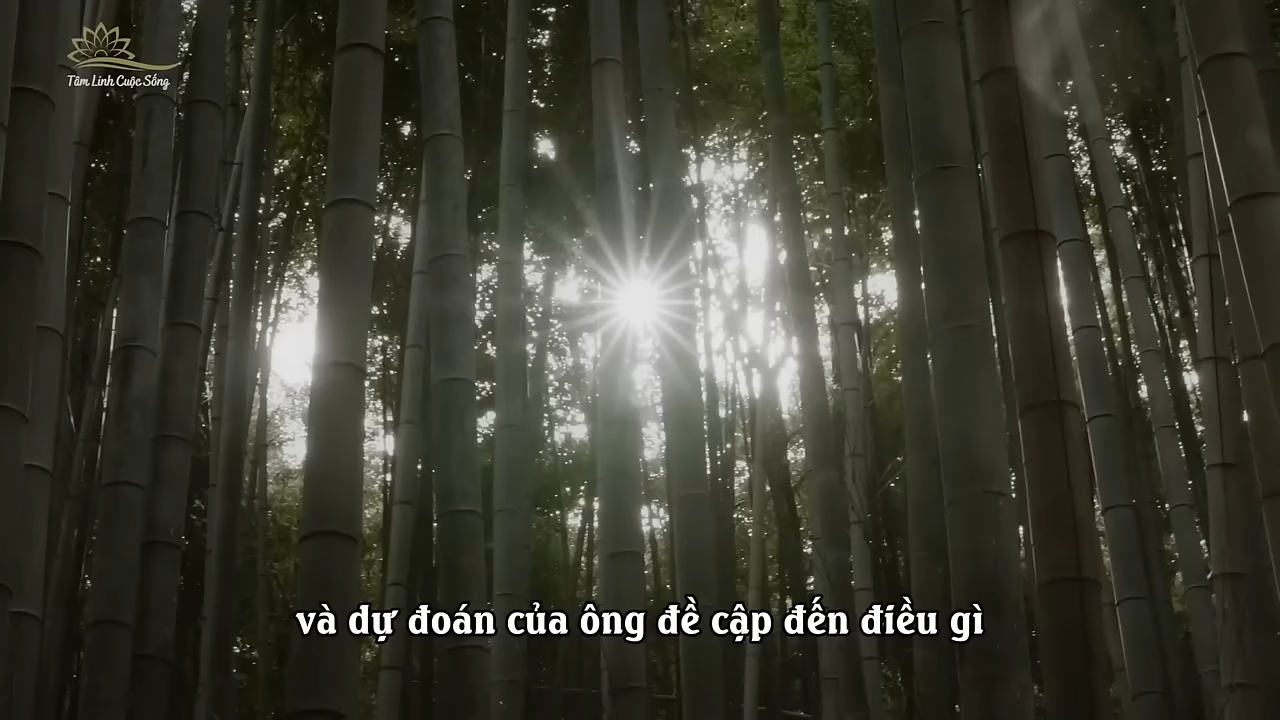 Tâm Linh Cuộc Sống
và dự đoán của ông đề cập đến điều gì